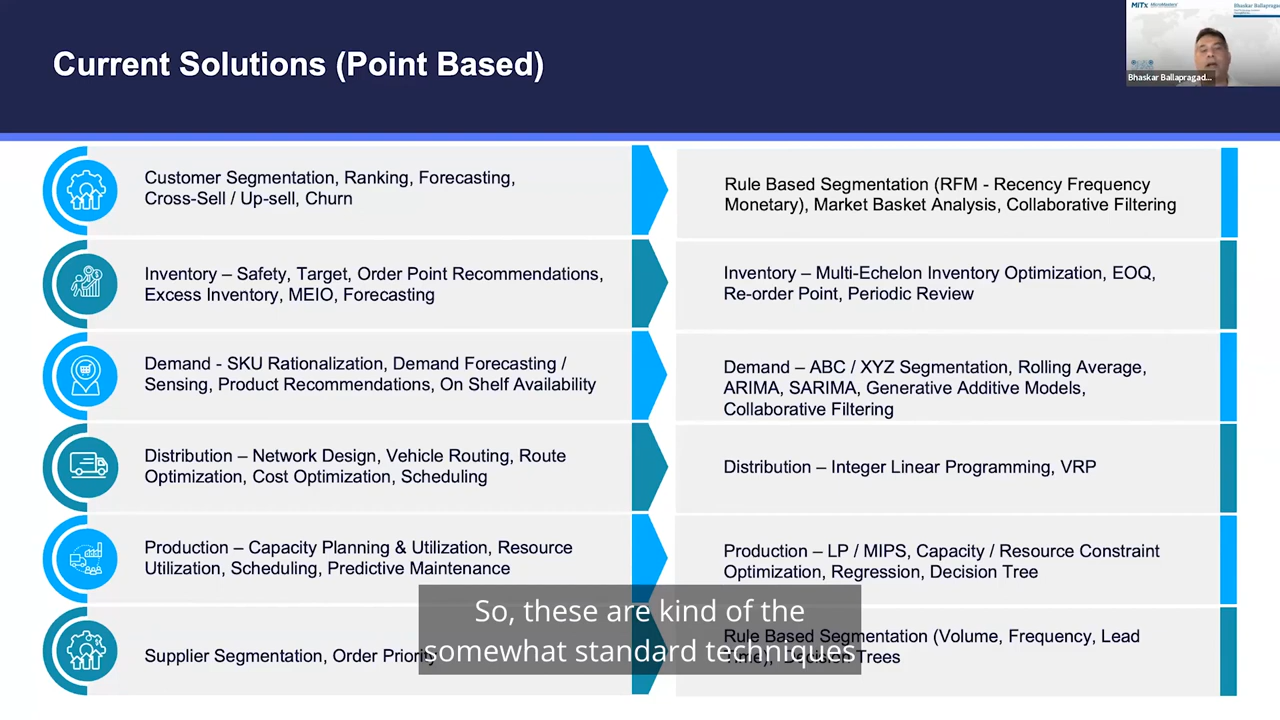 Current Solutions (Point Based)
MITx MicroMasters
Bhaskar Ballapragad...
Customer Segmentation, Ranking, Forecasting,
Cross-Sell / Up-sell, Churn
Rule Based Segmentation (RFM - Recency Frequency
Monetary), Market Basket Analysis, Collaborative Filtering
Inventory – Safety, Target, Order Point Recommendations,
Excess Inventory, MEIO, Forecasting
Inventory – Multi-Echelon Inventory Optimization, EOQ,
Re-order Point, Periodic Review
Demand - SKU Rationalization, Demand Forecasting /
Sensing, Product Recommendations, On Shelf Availability
Demand – ABC / XYZ Segmentation, Rolling Average,
ARIMA, SARIMA, Generative Additive Models,
Collaborative Filtering
Distribution – Network Design, Vehicle Routing, Route
Optimization, Cost Optimization, Scheduling
Distribution – Integer Linear Programming, VRP
Production – Capacity Planning & Utilization, Resource
Utilization, Scheduling, Predictive Maintenance
Production – LP / MIPS, Capacity / Resource Constraint
Optimization, Regression, Decision Tree
Supplier Segmentation, Order Priority
Rule Based Segmentation (Volume, Frequency, Lead
Time), Decision Trees
So, these are kind of the
somewhat standard techniques